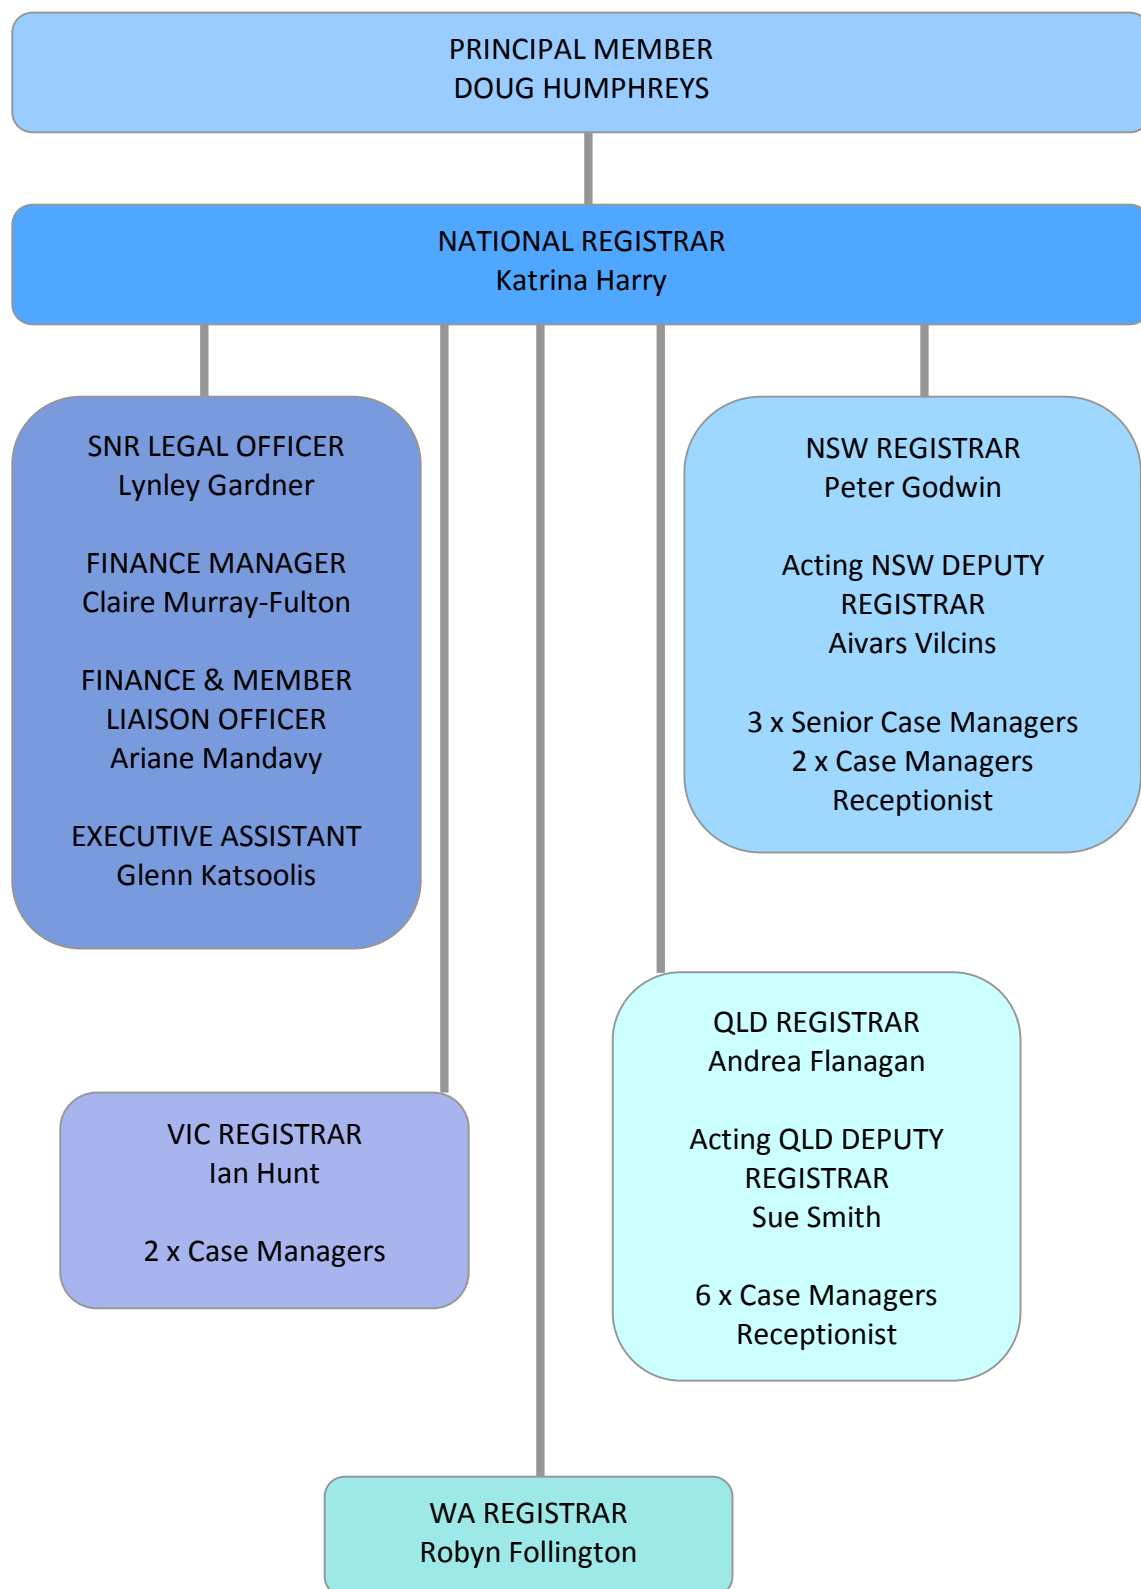 PRINCIPAL MEMBER
DOUG HUMPHREYS
NATIONAL REGISTRAR
Katrina Harry
SNR LEGAL OFFICER
Lynley Gardner
FINANCE MANAGER
Claire Murray-Fulton
FINANCE & MEMBER
LIAISON OFFICER
Ariane Mandavy
EXECUTIVE ASSISTANT
Glenn Katsoolis
NSW REGISTRAR
Peter Godwin
Acting NSW DEPUTY
REGISTRAR
Aivars Vilcins
3 x Senior Case Managers
2 x Case Managers
Receptionist
VIC REGISTRAR
Ian Hunt
2 x Case Managers
QLD REGISTRAR
Andrea Flanagan
Acting QLD DEPUTY
REGISTRAR
Sue Smith
6 x Case Managers
Receptionist
WA REGISTRAR
Robyn Follington